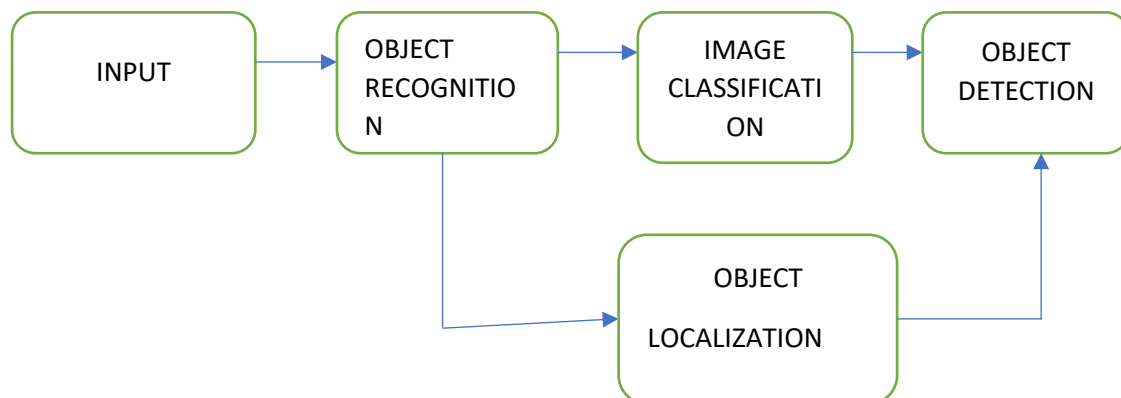 INPUT
OBJECT
RECOGNITIO
N
IMAGE
CLASSIFICATI
ON
OBJECT
DETECTION
OBJECT
LOCALIZATION